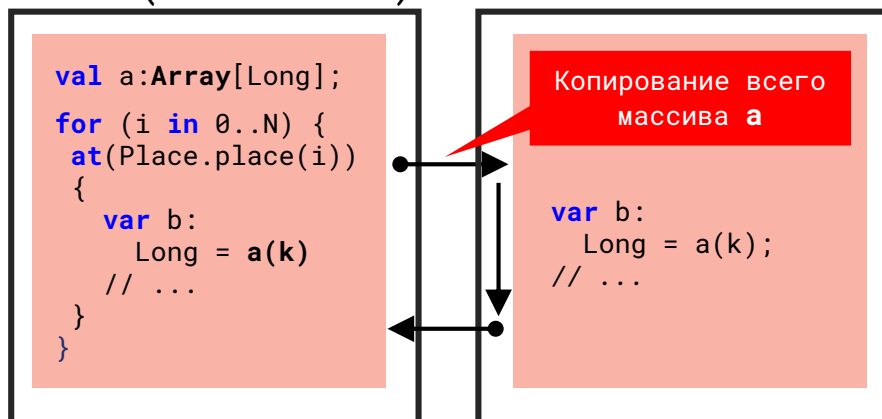 val a:Array[Long];
for (i in 0..N) {
at(Place.place(i))
{
var b:
Long = a(k)
// ...
}
}
Копирование всего
массива a
var b:
Long = a(k);
// ...